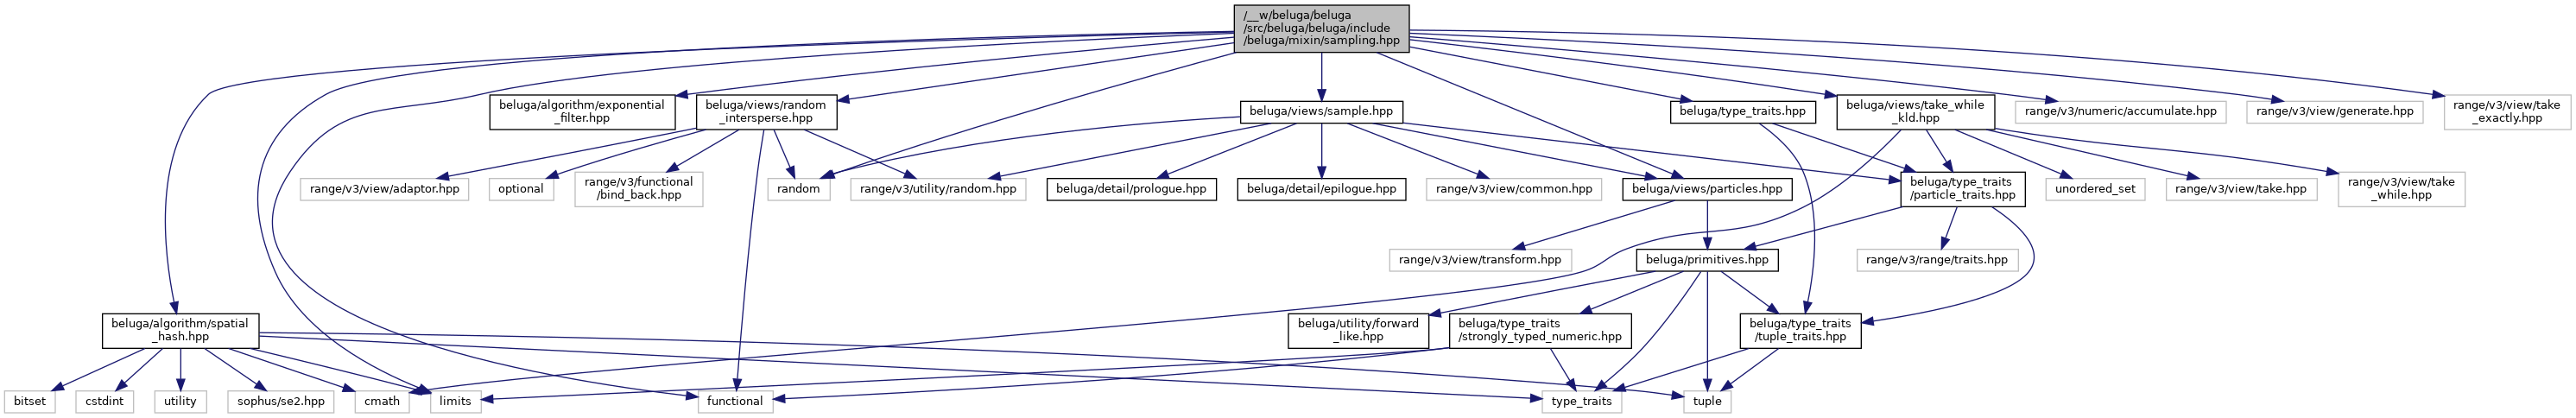 /__w/beluga/beluga
/src/beluga/beluga/include
/beluga/mixin/sampling.hpp
beluga/algorithm/exponential
_filter.hpp
beluga/views/random
_intersperse.hpp
beluga/views/sample.hpp
beluga/type_traits.hpp
beluga/views/take_while
_kld.hpp
range/v3/numeric/accumulate.hpp
range/v3/view/generate.hpp
range/v3/view/take
_exactly.hpp
range/v3/view/adaptor.hpp
optional
range/v3/functional
/bind_back.hpp
random
range/v3/utility/random.hpp
beluga/detail/prologue.hpp
beluga/detail/epilogue.hpp
range/v3/view/common.hpp
beluga/views/particles.hpp
beluga/type_traits
/particle_traits.hpp
unordered_set
range/v3/view/take.hpp
range/v3/view/take
_while.hpp
range/v3/view/transform.hpp
beluga/primitives.hpp
range/v3/range/traits.hpp
beluga/algorithm/spatial
_hash.hpp
beluga/utility/forward
_like.hpp
beluga/type_traits
/strongly_typed_numeric.hpp
beluga/type_traits
/tuple_traits.hpp
bitset
cstdint
utility
sophus/se2.hpp
cmath
limits
functional
type_traits
tuple